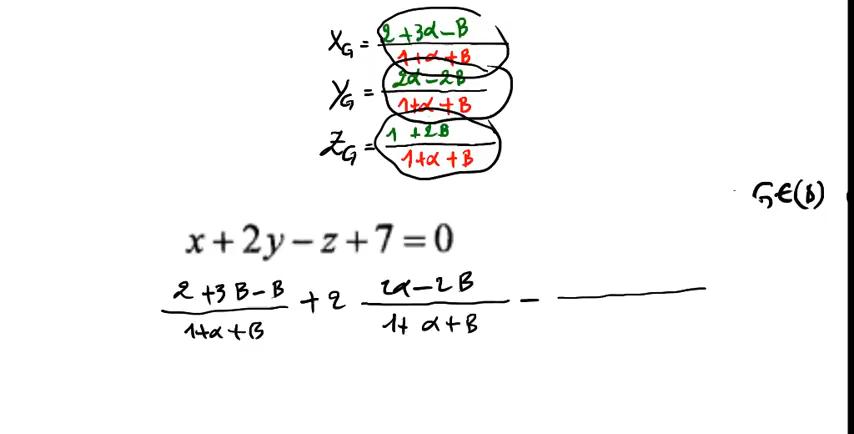 X_G = (2+3α-B)/(1+α+B)
Y_G = (2α-2B)/(1+α+B)
Z_G = (1+2B)/(1+α+B)
G∈(δ)
x+2y-z+7=0
(2+3B-B)/(1+α+B) + 2 (2α-2B)/(1+α+B) -